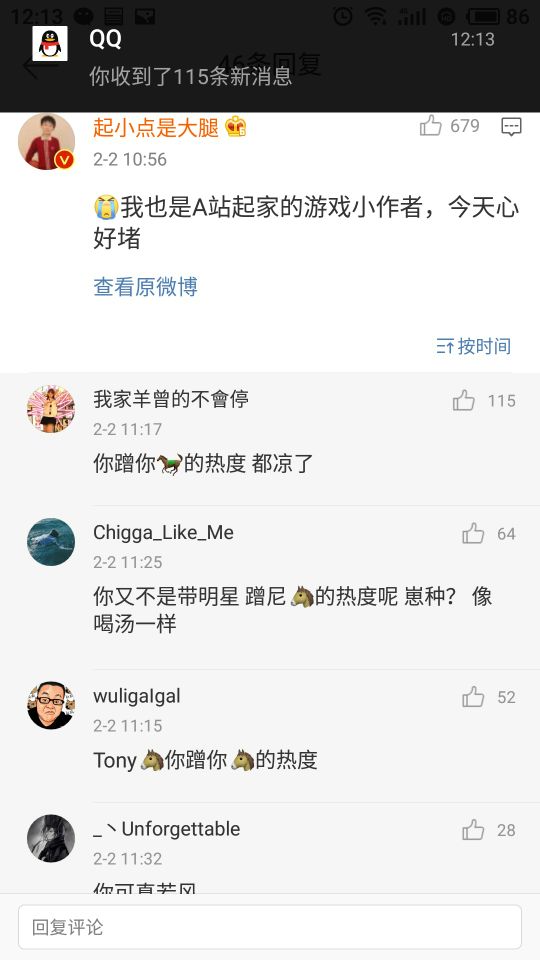 12:13
86
QQ
12:13
46条回复
你收到了115条新消息
起小点是大腿
679
2-2 10:56
😭我也是A站起家的游戏小作者，今天心
好堵
查看原微博
按时间
我家羊曾的不會停
115
2-2 11:17
你蹭你🐎的热度 都凉了
Chigga_Like_Me
64
2-2 11:25
你又不是带明星 蹭尼🐴的热度呢 崽种？ 像
喝汤一样
wuligaIgal
52
2-2 11:15
Tony🐴你蹭你🐴的热度
_丶Unforgettable
28
2-2 11:32
你可真若风
回复评论